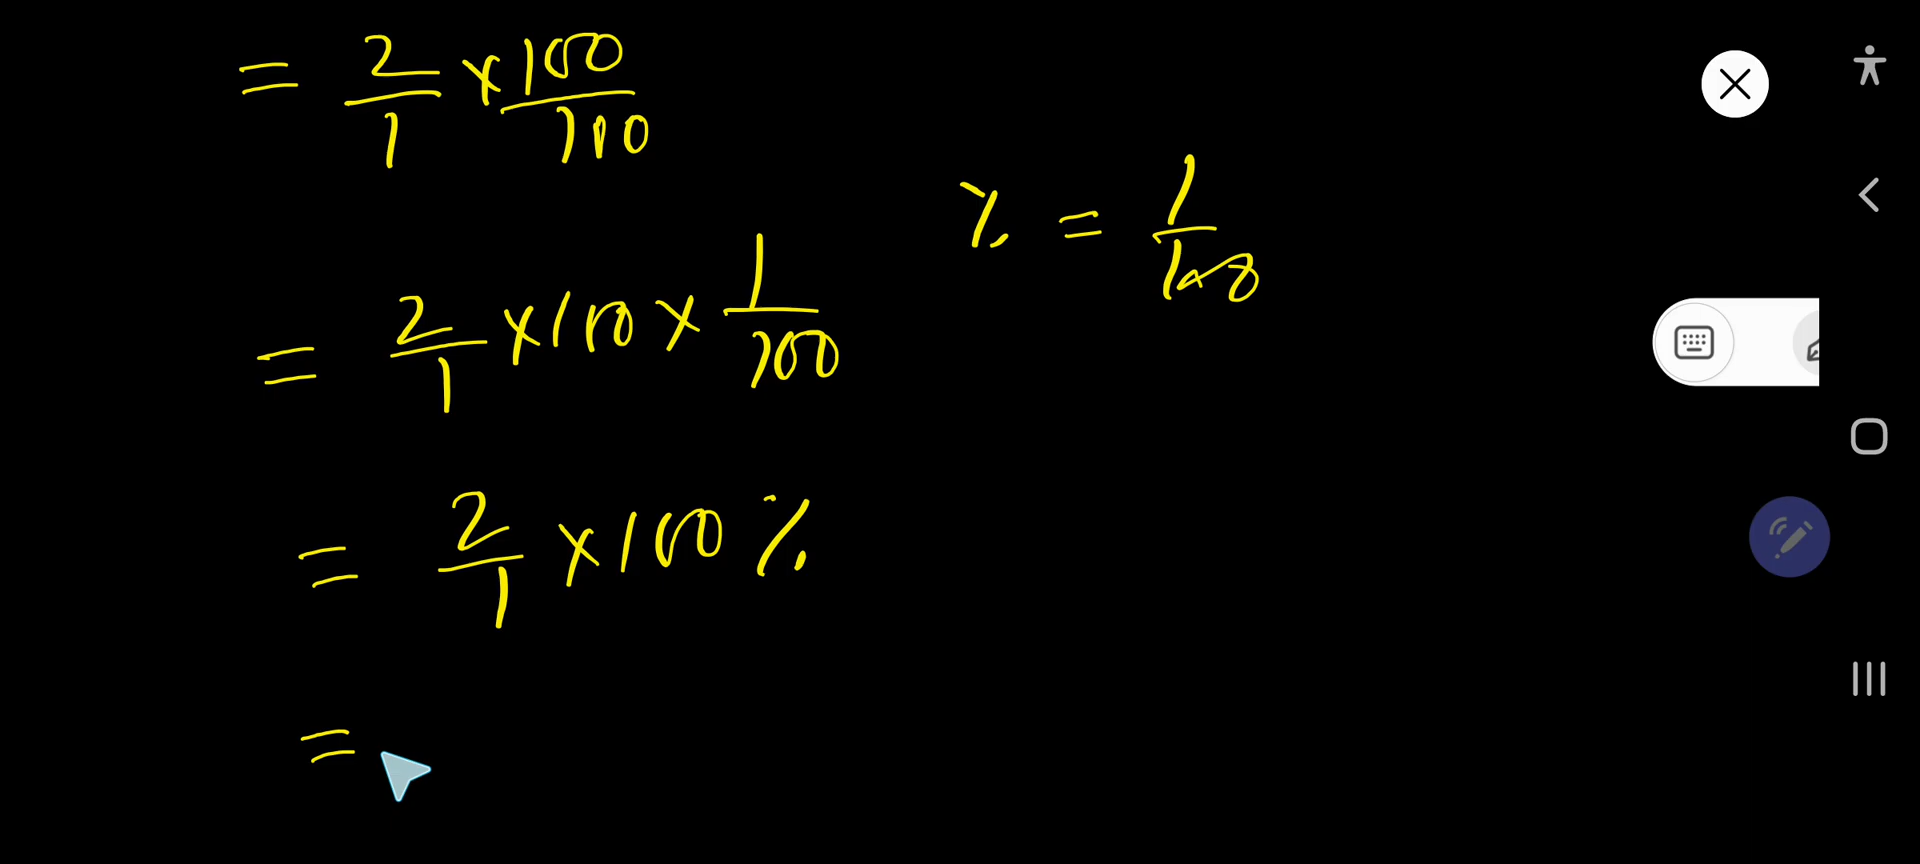 = 2/1 × 100/100
% = 1/100
= 2/1 × 100 × 1/100
= 2/1 × 100 %
=